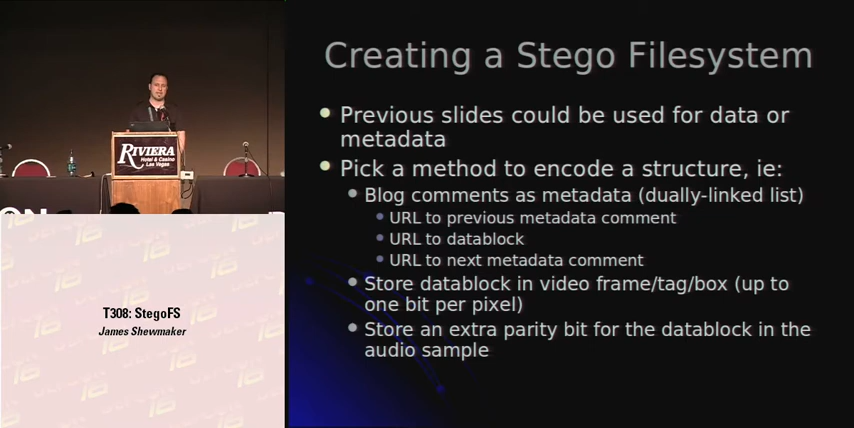 Creating a Stego Filesystem
Previous slides could be used for data or
metadata
Pick a method to encode a structure, ie:
Blog comments as metadata (dually-linked list)
URL to previous metadata comment
URL to datablock
URL to next metadata comment
Store datablock in video frame/tag/box (up to
one bit per pixel)
Store an extra parity bit for the datablock in the
audio sample
RIVIERA
Hotel & Casino
Las Vegas
T308: StegoFS
James Shewmaker